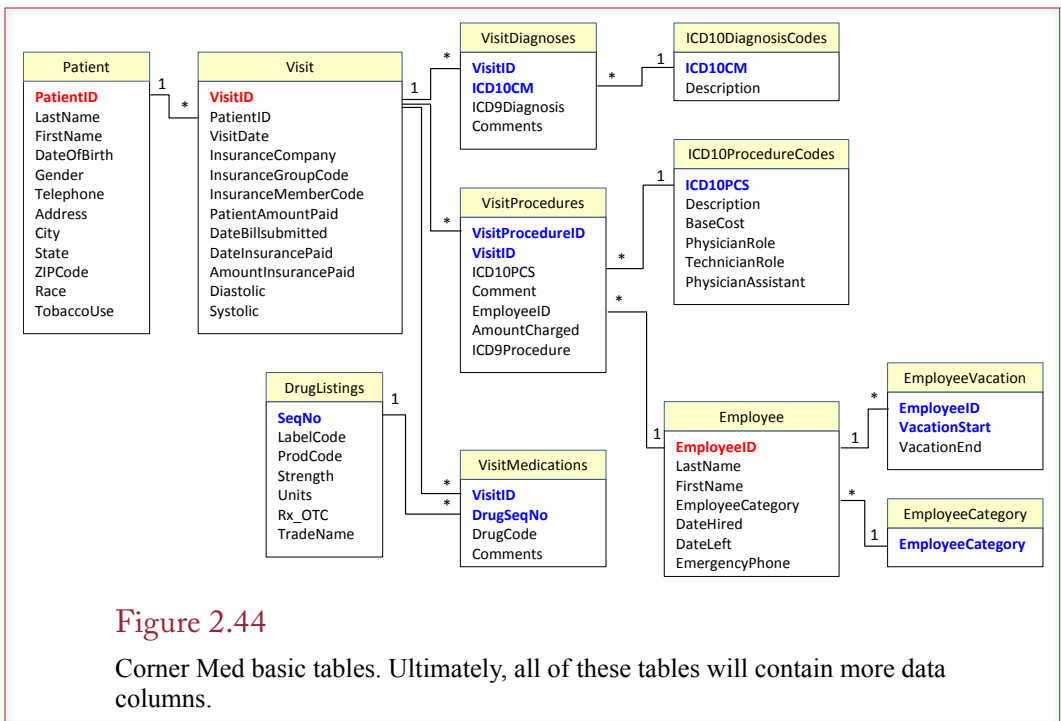 Patient
PatientID
LastName
FirstName
DateOfBirth
Gender
Telephone
Address
City
State
ZIPCode
Race
TobaccoUse
1
*
Visit
VisitID
PatientID
VisitDate
InsuranceCompany
InsuranceGroupCode
InsuranceMemberCode
PatientAmountPaid
DateBillsubmitted
DateInsurancePaid
AmountInsurancePaid
Diastolic
Systolic
1
*
VisitDiagnoses
VisitID
ICD10CM
ICD9Diagnosis
Comments
*
1
ICD10DiagnosisCodes
ICD10CM
Description
*
VisitProcedures
VisitProcedureID
VisitID
ICD10PCS
Comment
EmployeeID
AmountCharged
ICD9Procedure
*
*
1
ICD10ProcedureCodes
ICD10PCS
Description
BaseCost
PhysicianRole
TechnicianRole
PhysicianAssistant
DrugListings
SeqNo
LabelCode
ProdCode
Strength
Units
Rx_OTC
TradeName
1
*
*
VisitMedications
VisitID
DrugSeqNo
DrugCode
Comments
1
Employee
EmployeeID
LastName
FirstName
EmployeeCategory
DateHired
DateLeft
EmergencyPhone
1
*
*
1
EmployeeVacation
EmployeeID
VacationStart
VacationEnd
EmployeeCategory
EmployeeCategory
Figure 2.44
Corner Med basic tables. Ultimately, all of these tables will contain more data
columns.